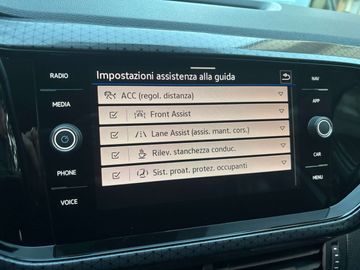 Impostazioni assistenza alla guida
RADIO
MEDIA
PHONE
VOICE
ACC (regol. distanza)
Front Assist
Lane Assist (assis. mant. cors.)
Rilev. stanchezza conduc.
Sist. proat. protez. occupanti
NAV
APP
CAR
MENU